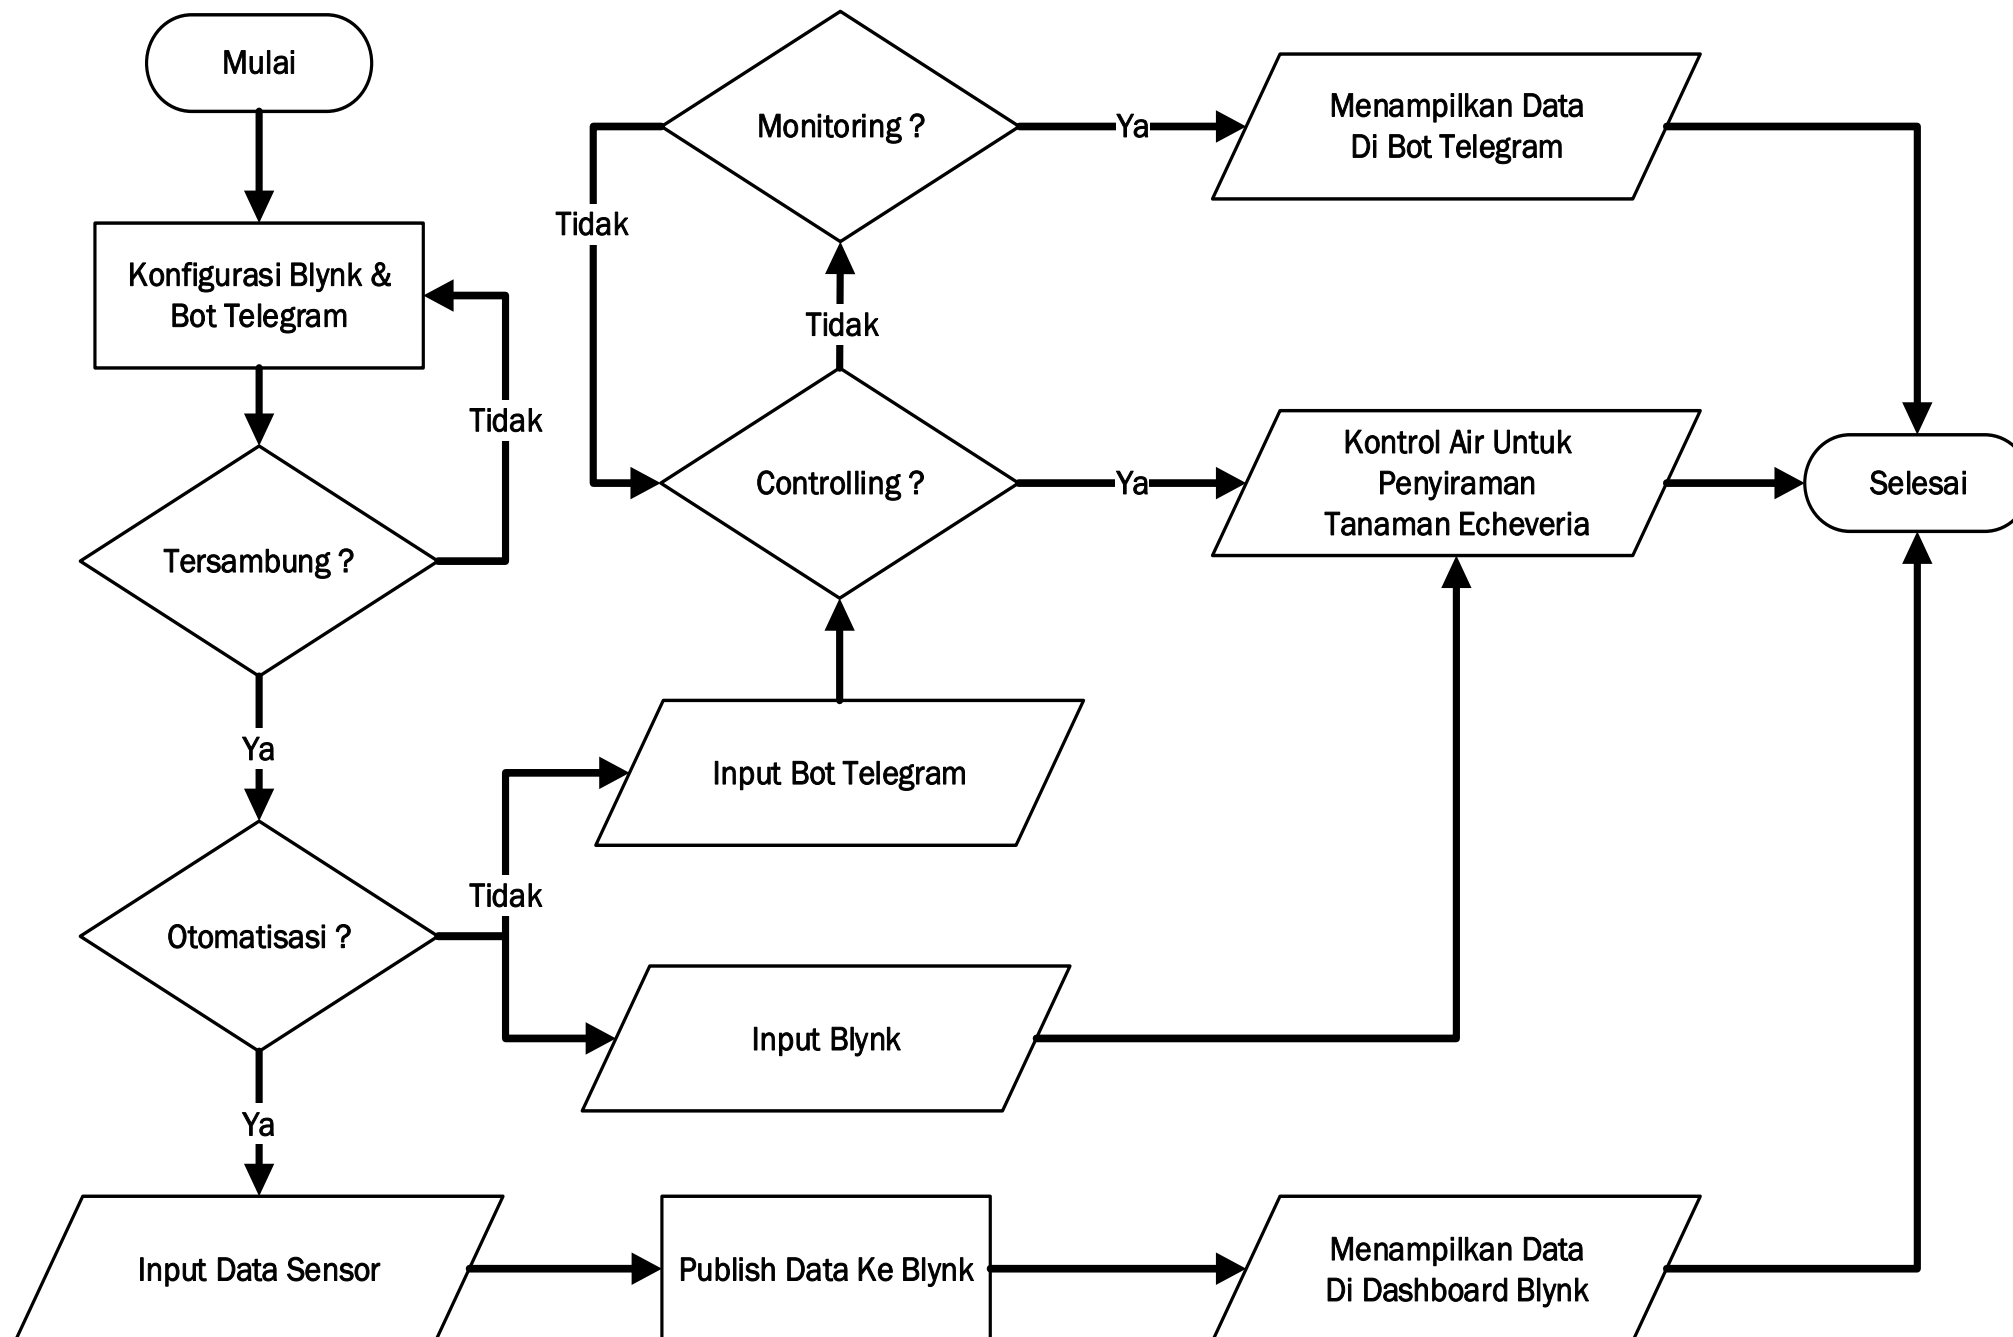 Mulai
Konfigurasi Blynk &
Bot Telegram
Tidak
Tersambung ?
Ya
Otomatisasi ?
Tidak
Ya
Input Data Sensor
Monitoring ?
Ya
Menampilkan Data
Di Bot Telegram
Tidak
Tidak
Controlling ?
Ya
Kontrol Air Untuk
Penyiraman
Tanaman Echeveria
Selesai
Input Bot Telegram
Input Blynk
Publish Data Ke Blynk
Menampilkan Data
Di Dashboard Blynk